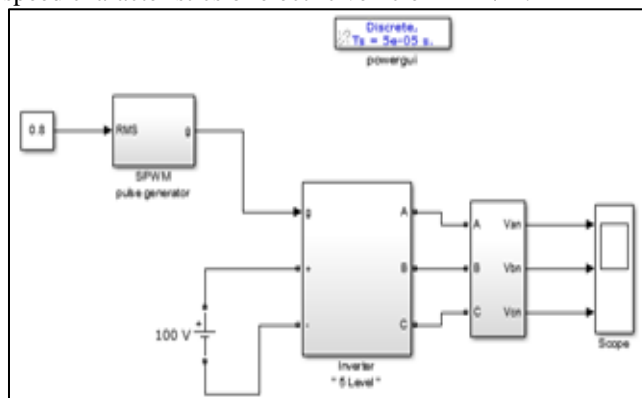 Discrete,
Ts = 5e-05 s.
powergui
0.8
RMS
g
SPWM
pulse generator
g
A
A
Van
+
B
B
Vbn
100 V
+
-
C
C
Vcn
Inverter
" 5 Level "
Scope